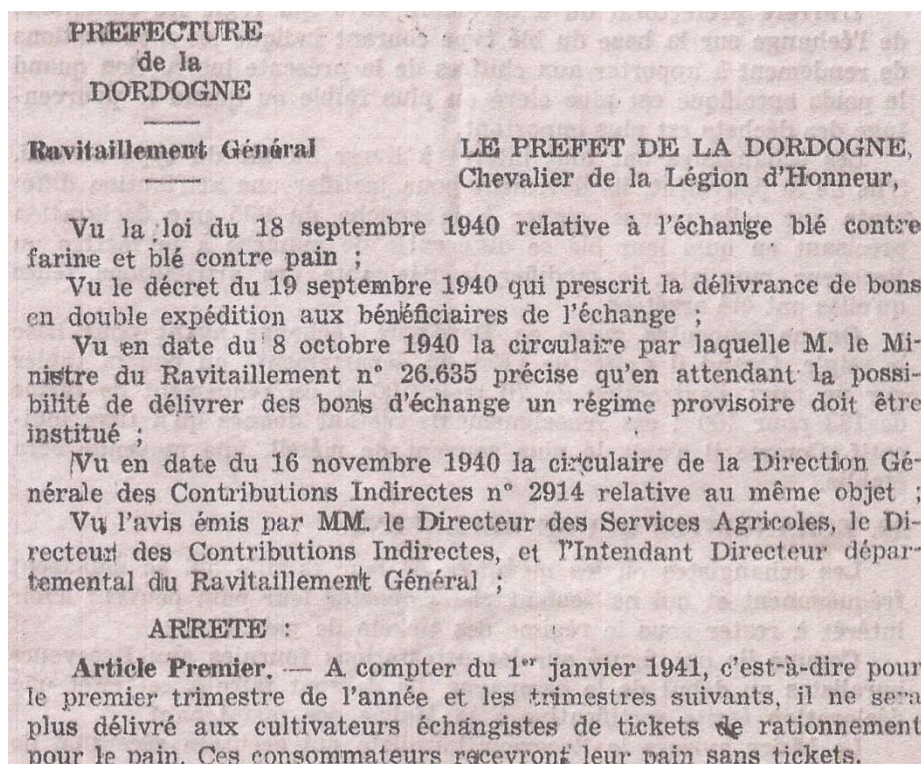 PREFECTURE
de la
DORDOGNE
Ravitaillement Général
LE PREFET DE LA DORDOGNE,
Chevalier de la Légion d'Honneur,
Vu la loi du 18 septembre 1940 relative à l'échange blé contre
farine et blé contre pain ;
Vu le décret du 19 septembre 1940 qui prescrit la délivrance de bons
en double expédition aux bénéficiaires de l'échange ;
Vu en date du 8 octobre 1940 la circulaire par laquelle M. le Mi-
nistre du Ravitaillement n° 26.635 précise qu'en attendant la possi-
bilité de délivrer des bons d'échange un régime provisoire doit être
institué ;
Vu en date du 16 novembre 1940 la circulaire de la Direction Gé-
nérale des Contributions Indirectes n° 2914 relative au même objet ;
Vu l'avis émis par MM. le Directeur des Services Agricoles, le Di-
recteur des Contributions Indirectes, et l'Intendant Directeur dépar-
temental du Ravitaillement Général ;
ARRETE :
Article Premier. — A compter du 1er janvier 1941, c'est-à-dire pour
le premier trimestre de l'année et les trimestres suivants, il ne sera
plus délivré aux cultivateurs échangistes de tickets de rationnement
pour le pain. Ces consommateurs recevront leur pain sans tickets.